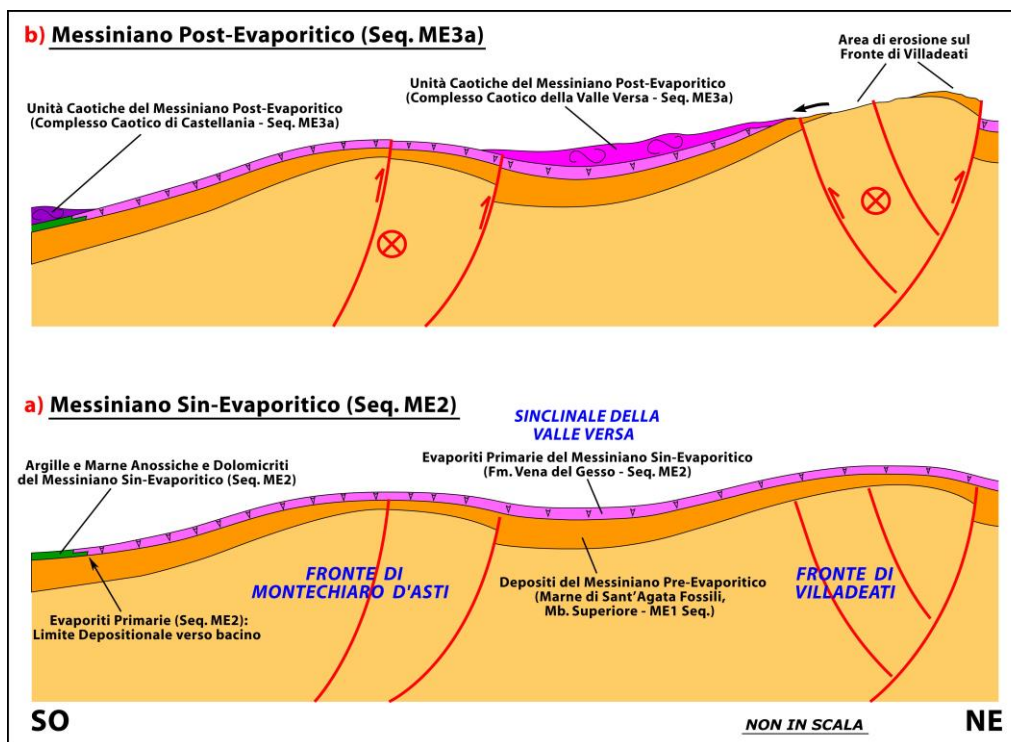 b) Messiniano Post-Evaporitico (Seq. ME3a)
Area di erosione sul
Fronte di Villadeati
Unità Caotiche del Messiniano Post-Evaporitico
(Complesso Caotico della Valle Versa - Seq. ME3a)
Unità Caotiche del Messiniano Post-Evaporitico
(Complesso Caotico di Castellania - Seq. ME3a)
a) Messiniano Sin-Evaporitico (Seq. ME2)
SINCLINALE DELLA
VALLE VERSA
Evaporiti Primarie del Messiniano Sin-Evaporitico
(Fm. Vena del Gesso - Seq. ME2)
Argille e Marne Anossiche e Dolomicriti
del Messiniano Sin-Evaporitico (Seq. ME2)
FRONTE DI
MONTECHIARO D'ASTI
Depositi del Messiniano Pre-Evaporitico
(Marne di Sant'Agata Fossili,
Mb. Superiore - ME1 Seq.)
FRONTE DI
VILLADEATI
Evaporiti Primarie (Seq. ME2):
Limite Depositionale verso bacino
SO
NON IN SCALA
NE